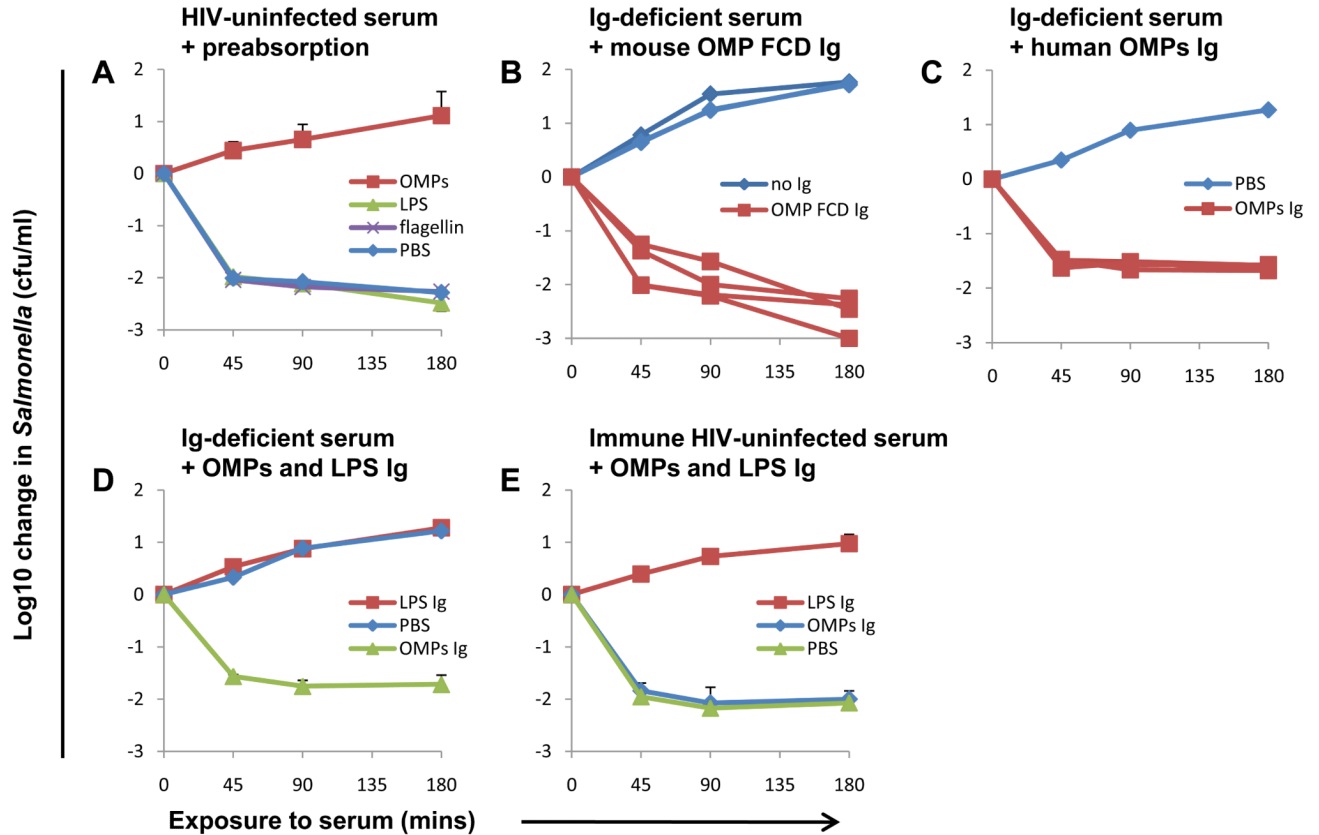 HIV-uninfected serum
+ preabsorption
Ig-deficient serum
+ mouse OMP FCD Ig
Ig-deficient serum
+ human OMPs Ig
A
2
1
0
-1
-2
-3
0 45 90 135 180
OMPs
LPS
flagellin
PBS
B
2
1
0
-1
-2
-3
0 45 90 135 180
no Ig
OMP FCD Ig
C
2
1
0
-1
-2
-3
0 45 90 135 180
PBS
OMPs Ig
Log10 change in Salmonella (cfu/ml)
Ig-deficient serum
+ OMPs and LPS Ig
Immune HIV-uninfected serum
+ OMPs and LPS Ig
D
2
1
0
-1
-2
-3
0 45 90 135 180
LPS Ig
PBS
OMPs Ig
E
2
1
0
-1
-2
-3
0 45 90 135 180
LPS Ig
OMPs Ig
PBS
Exposure to serum (mins)